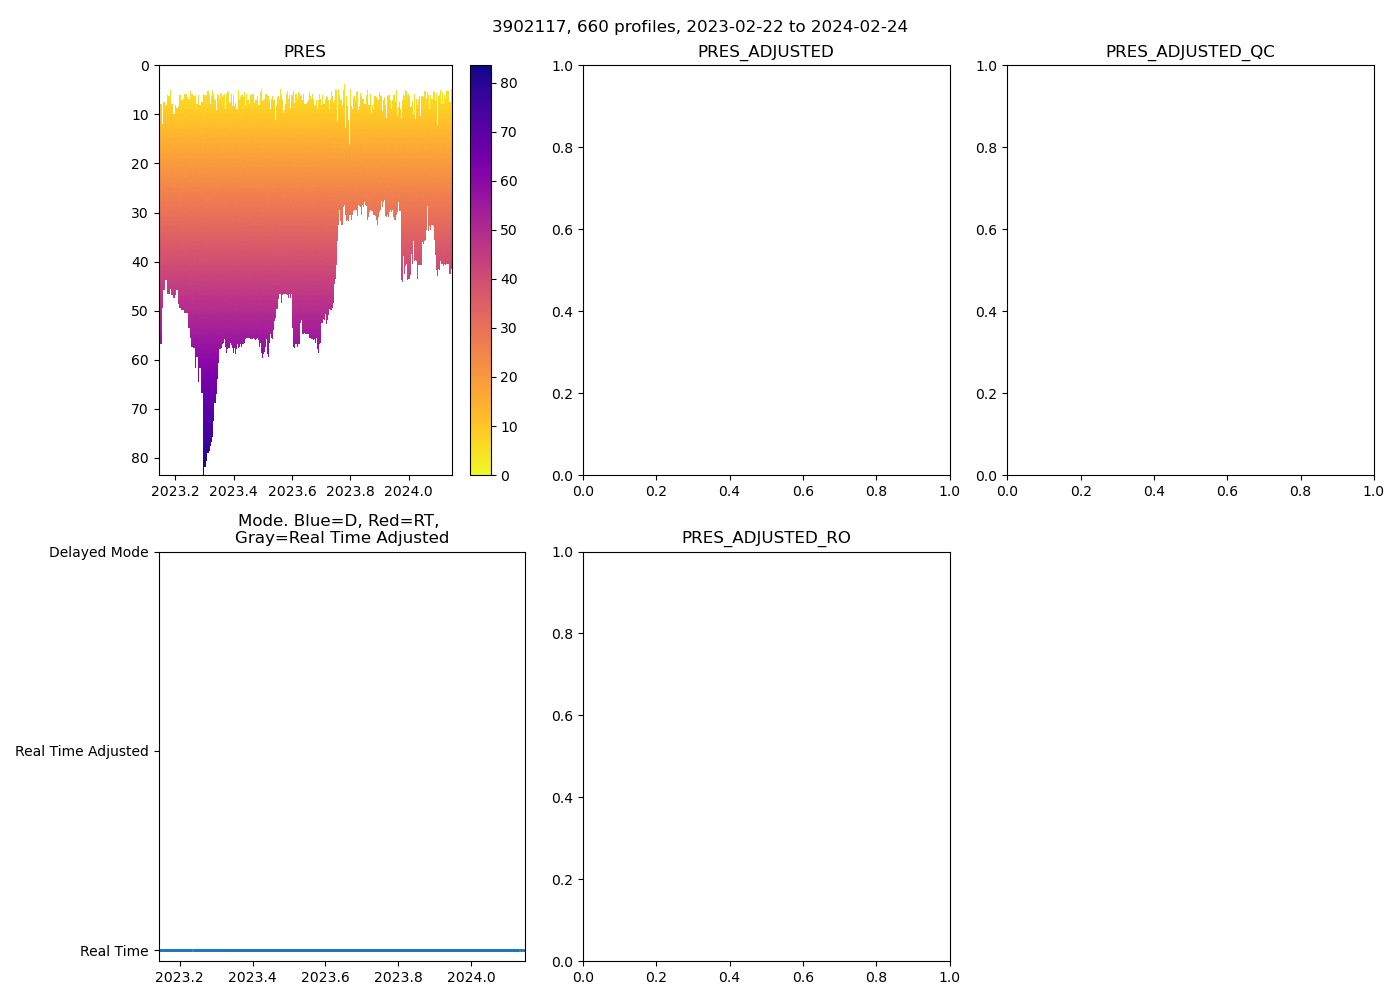 3902117, 660 profiles, 2023-02-22 to 2024-02-24
PRES
0
10
20
30
40
50
60
70
80
2023.2 2023.4 2023.6 2023.8 2024.0
80
70
60
50
40
30
20
10
0
PRES_ADJUSTED
1.0
0.8
0.6
0.4
0.2
0.0
0.0 0.2 0.4 0.6 0.8 1.0
PRES_ADJUSTED_QC
1.0
0.8
0.6
0.4
0.2
0.0
0.0 0.2 0.4 0.6 0.8 1.0
Mode. Blue=D, Red=RT,
Gray=Real Time Adjusted
Delayed Mode
Real Time Adjusted
Real Time
2023.2 2023.4 2023.6 2023.8 2024.0
PRES_ADJUSTED_RO
1.0
0.8
0.6
0.4
0.2
0.0
0.0 0.2 0.4 0.6 0.8 1.0